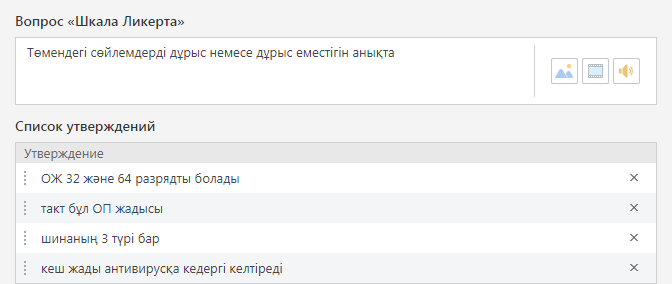 Вопрос «Шкала Ликерта»
Төмендегі сөйлемдерді дұрыс немесе дұрыс еместігін анықта
Список утверждений
Утверждение
ОЖ 32 және 64 разрядты болады
такт бұл ОП жадысы
шинаның 3 түрі бар
кеш жады антивирусқа кедергі келтіреді